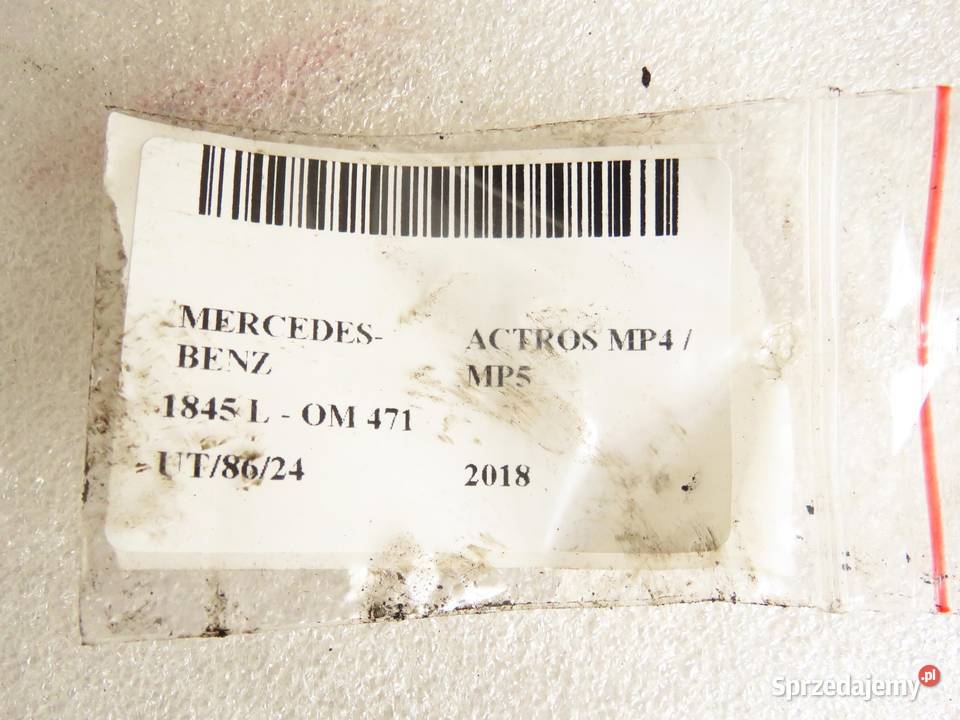 MERCEDES-
BENZ
ACTROS MP4 /
MP5
1845 L - OM 471
UT/86/24
2018
Sprzedajemy.pl